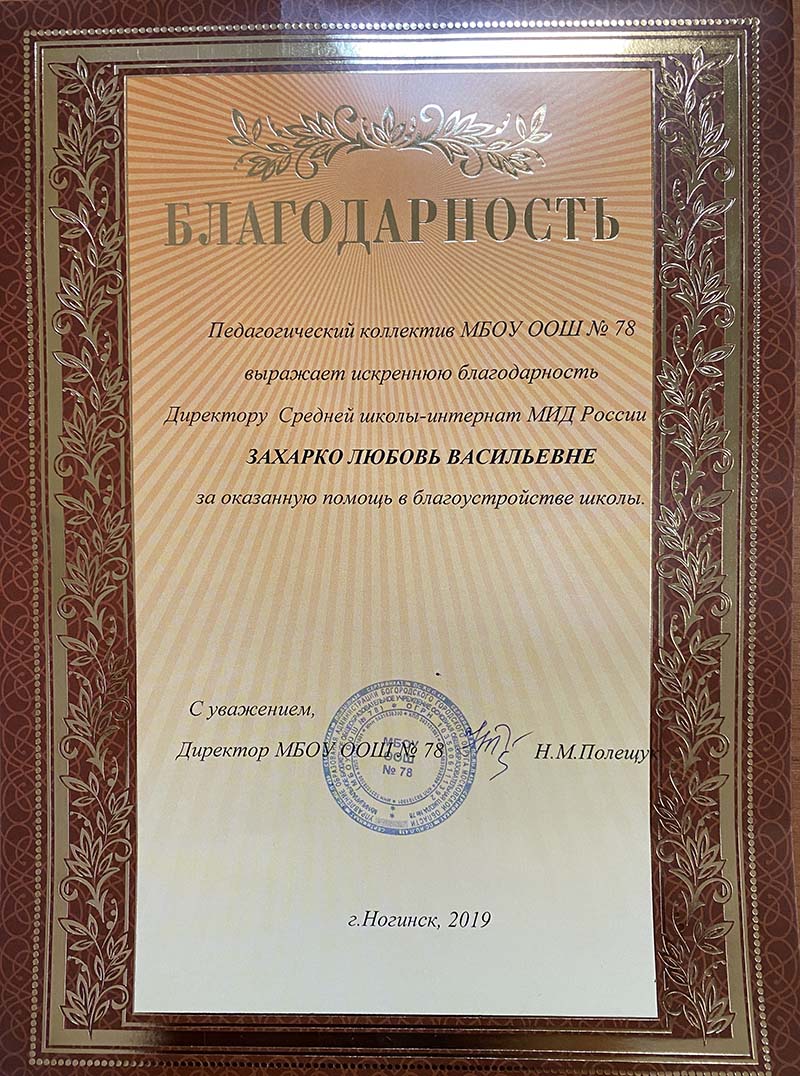 БЛАГОДАРНОСТЬ
Педагогический коллектив МБОУ ООШ № 78
выражает искреннюю благодарность
Директору Средней школы-интернат МИД России
ЗАХАРКО ЛЮБОВЬ ВАСИЛЬЕВНЕ
за оказанную помощь в благоустройстве школы.
С уважением,
Директор МБОУ ООШ № 78
Н.М.Полещук
МБОУ
ООШ
№ 78
г.Ногинск, 2019